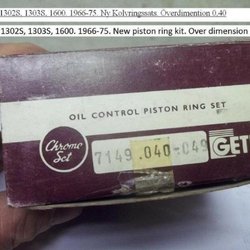 1302S, 1303S, 1600. 1966-75. Ny Kolvringssats. Överdimention 0.40
1302S, 1303S, 1600. 1966-75. New piston ring kit. Over dimension
OIL CONTROL PISTON RING SET
Chrome
Set
7149 .040 -049
GET